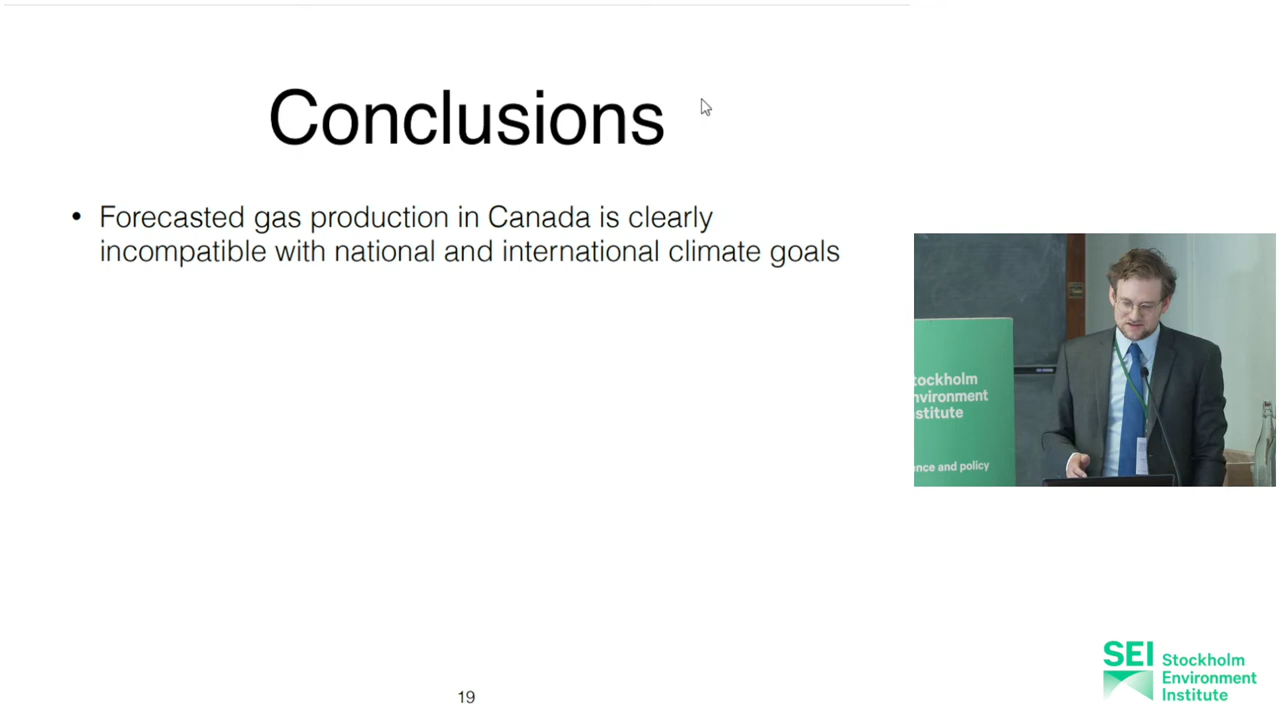 Conclusions
• Forecasted gas production in Canada is clearly
incompatible with national and international climate goals
tockholm
nvironment
stitute
ence and policy
19
SEI Stockholm
Environment
Institute